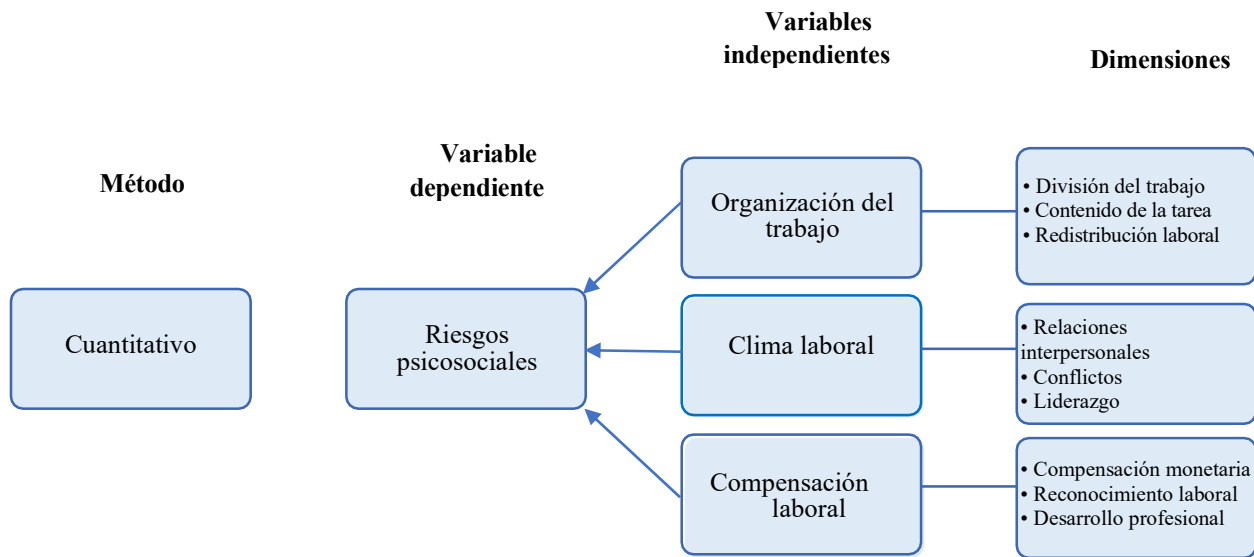 Método
Variable
dependiente
Variables
independientes
Dimensiones
Cuantitativo
Riesgos
psicosociales
Organización del
trabajo
• División del trabajo
• Contenido de la tarea
• Redistribución laboral
Clima laboral
• Relaciones
interpersonales
• Conflictos
• Liderazgo
Compensación
laboral
• Compensación monetaria
• Reconocimiento laboral
• Desarrollo profesional